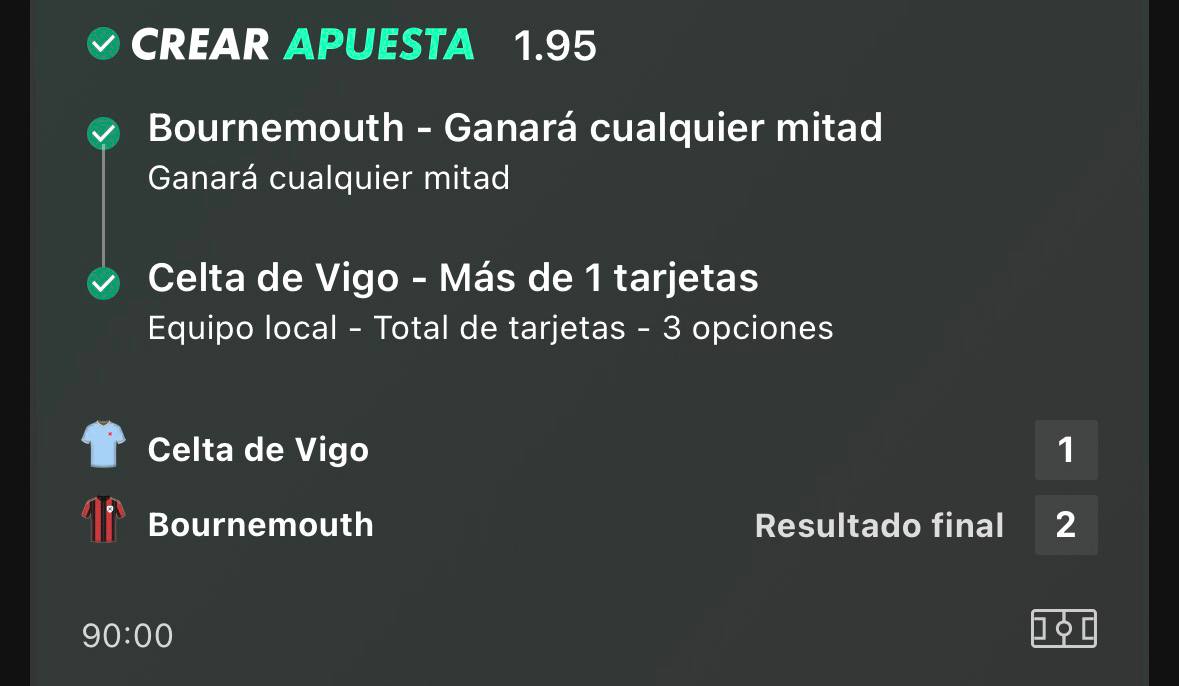 CREAR APUESTA 1.95
Bournemouth - Ganará cualquier mitad
Ganará cualquier mitad
Celta de Vigo - Más de 1 tarjetas
Equipo local - Total de tarjetas - 3 opciones
Celta de Vigo 1
Bournemouth Resultado final 2
90:00